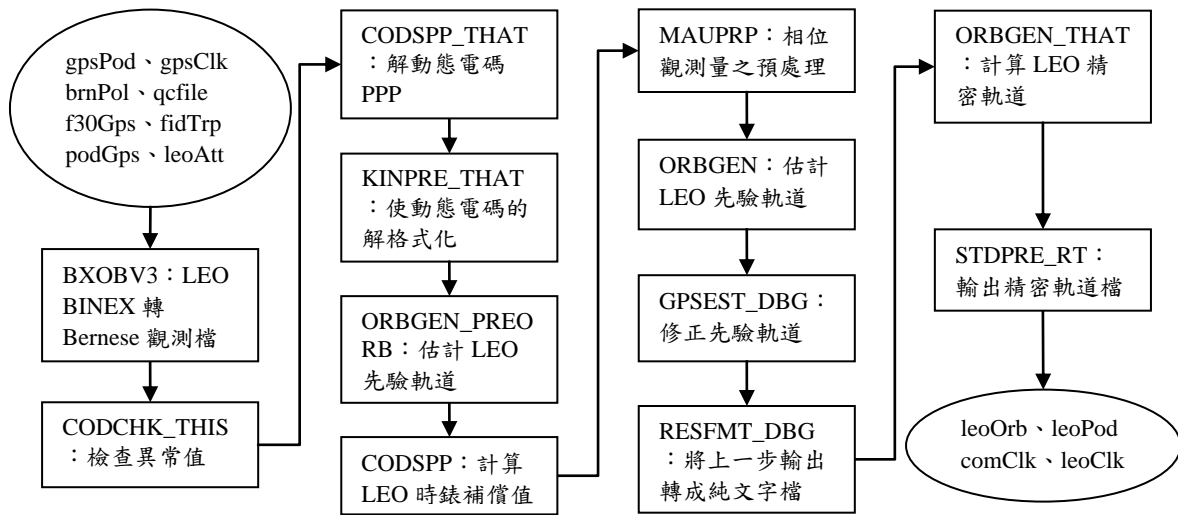 gpsPod、gpsClk
brnPol、qcfile
f30Gps、fidTrp
podGps、leoAtt
BXOBV3：LEO
BINEX 轉
Bernese 觀測檔
CODCHK_THIS
：檢查異常值
CODSPP_THAT
：解動態電碼
PPP
KINPRE_THAT
：使動態電碼的
解格式化
ORBGEN_PREO
RB：估計 LEO
先驗軌道
CODSPP：計算
LEO 時錶補償值
MAUPRP：相位
觀測量之預處理
ORBGEN：估計
LEO 先驗軌道
GPSEST_DBG：
修正先驗軌道
RESFMT_DBG
：將上一步輸出
轉成純文字檔
ORBGEN_THAT
：計算 LEO 精
密軌道
STDPRE_RT：
輸出精密軌道檔
leoOrb、leoPod
comClk、leoClk